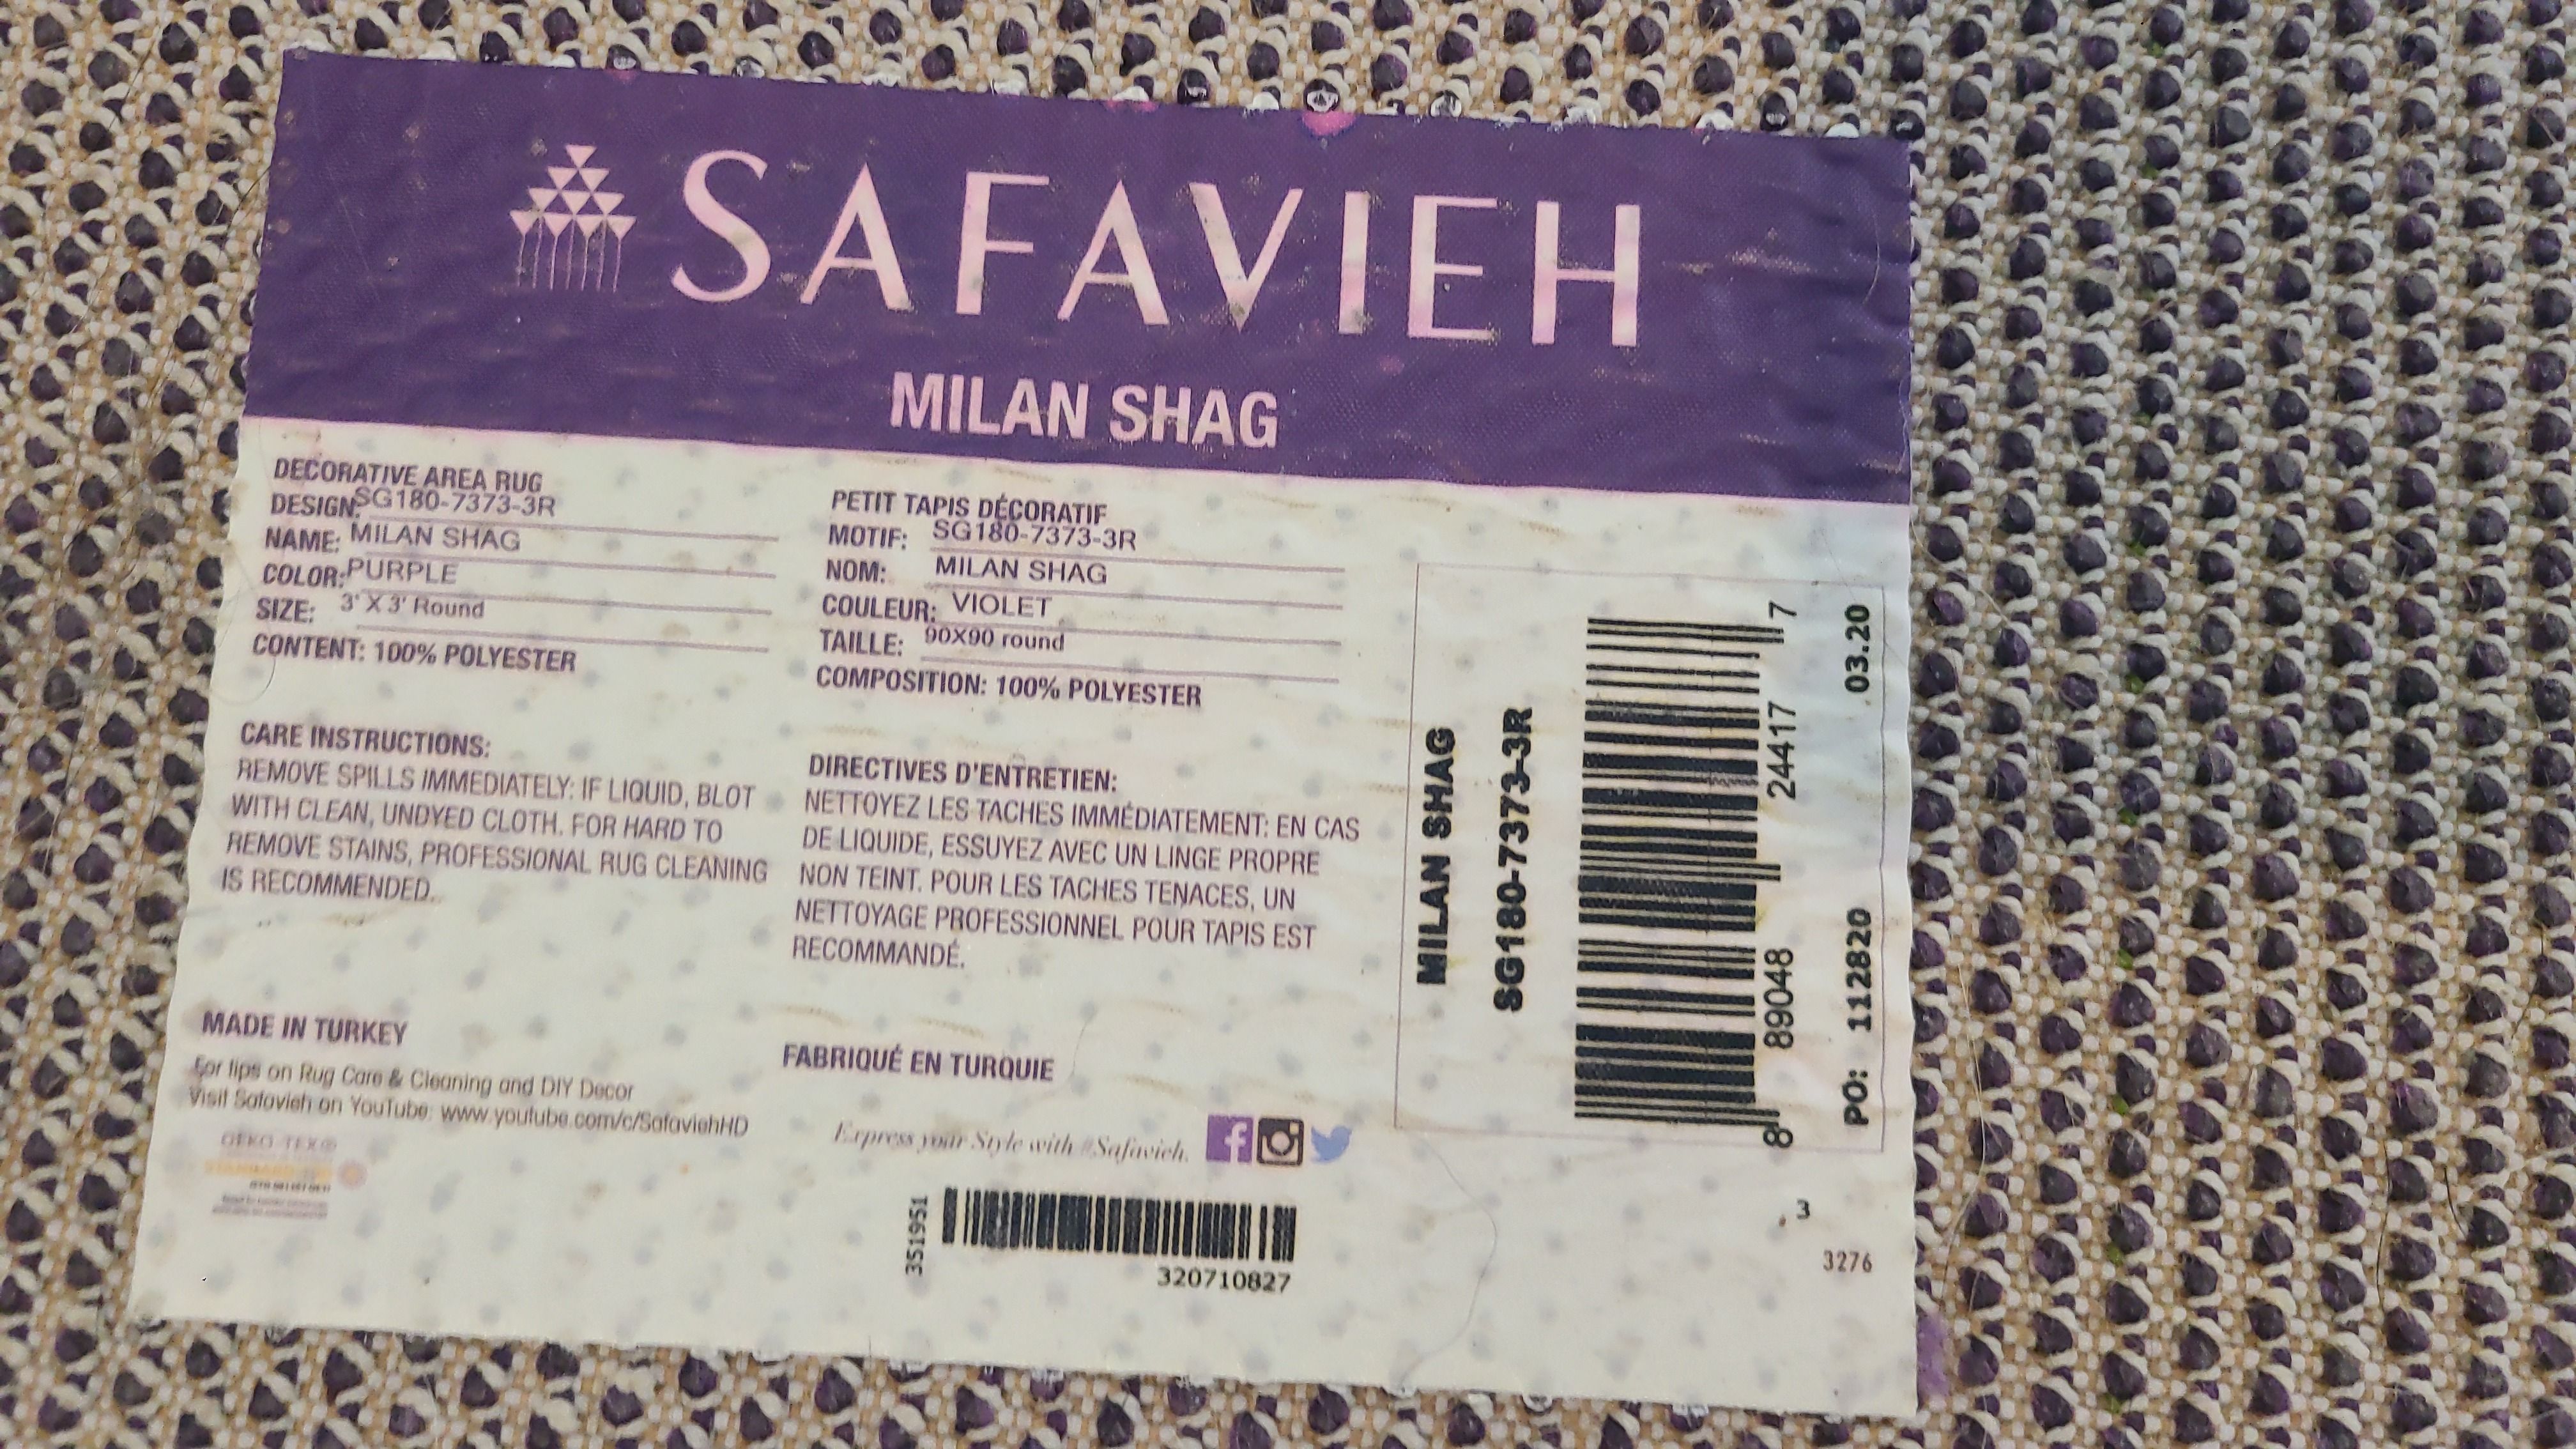 SAFAVIEH
MILAN SHAG
DECORATIVE AREA RUG
DESIGN: SG180-7373-3R
NAME: MILAN SHAG
COLOR: PURPLE
SIZE: 3' X 3' Round
CONTENT: 100% POLYESTER
CARE INSTRUCTIONS:
REMOVE SPILLS IMMEDIATELY: IF LIQUID, BLOT
WITH CLEAN, UNDYED CLOTH. FOR HARD TO
REMOVE STAINS, PROFESSIONAL RUG CLEANING
IS RECOMMENDED.
MADE IN TURKEY
For tips on Rug Care & Cleaning and DIY Decor
Visit Safavieh on YouTube: www.youtube.com/c/SafaviehHD
OEKO-TEX®
PETIT TAPIS DÉCORATIF
MOTIF: SG180-7373-3R
NOM: MILAN SHAG
COULEUR: VIOLET
TAILLE: 90X90 round
COMPOSITION: 100% POLYESTER
DIRECTIVES D'ENTRETIEN:
NETTOYEZ LES TACHES IMMÉDIATEMENT: EN CAS
DE LIQUIDE, ESSUYEZ AVEC UN LINGE PROPRE
NON TEINT. POUR LES TACHES TENACES, UN
NETTOYAGE PROFESSIONNEL POUR TAPIS EST
RECOMMANDÉ.
FABRIQUÉ EN TURQUIE
Express your Style with #Safavieh.
3519951
320710827
MILAN SHAG
SG180-7373-3R
8 89048 24417 7
PO: 112820 03.20
3
3276